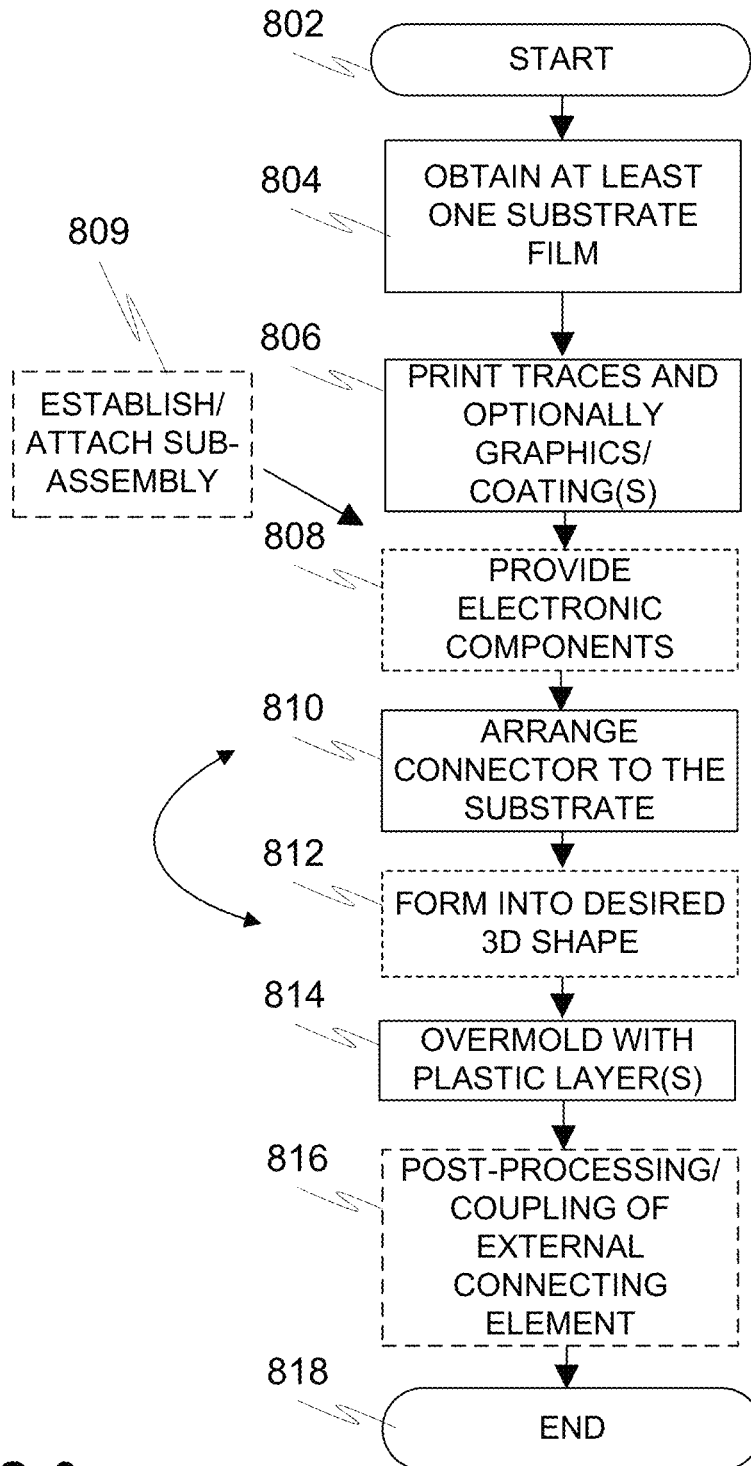 802
START
804
OBTAIN AT LEAST
ONE SUBSTRATE
FILM
809
ESTABLISH/
ATTACH SUB-
ASSEMBLY
806
PRINT TRACES AND
OPTIONALLY
GRAPHICS/
COATING(S)
808
PROVIDE
ELECTRONIC
COMPONENTS
810
ARRANGE
CONNECTOR TO THE
SUBSTRATE
812
FORM INTO DESIRED
3D SHAPE
814
OVERMOLD WITH
PLASTIC LAYER(S)
816
POST-PROCESSING/
COUPLING OF
EXTERNAL
CONNECTING
ELEMENT
818
END